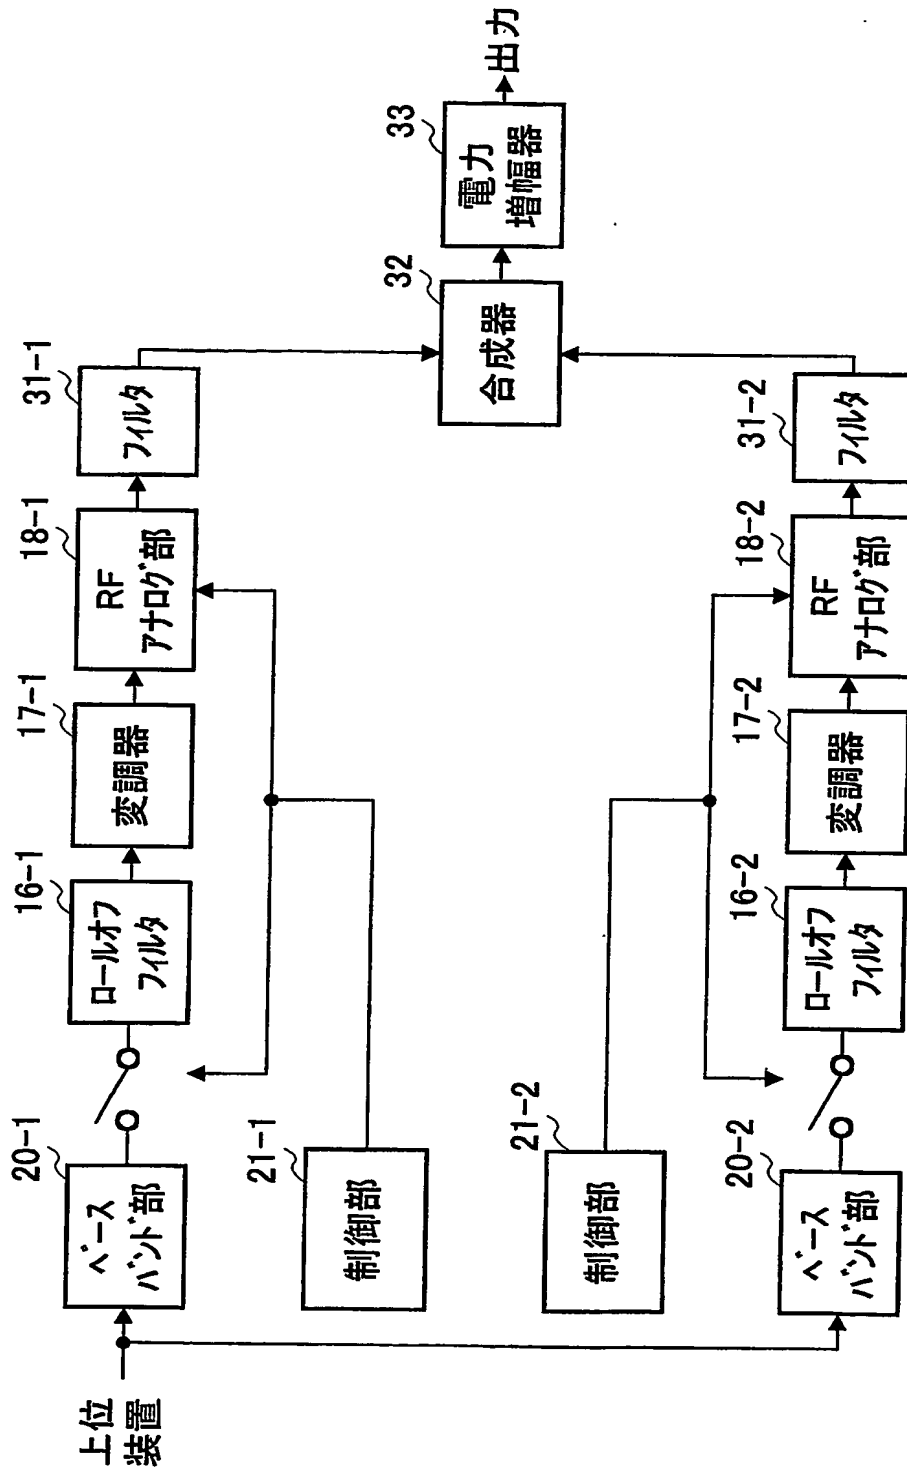 上位
装置
20-1
ベース
バンド部
16-1
ロールオフ
フィルタ
17-1
変調器
18-1
RF
アナログ部
31-1
フィルタ
21-1
制御部
32
合成器
33
電力
増幅器
出力
21-2
制御部
20-2
ベース
バンド部
16-2
ロールオフ
フィルタ
17-2
変調器
18-2
RF
アナログ部
31-2
フィルタ